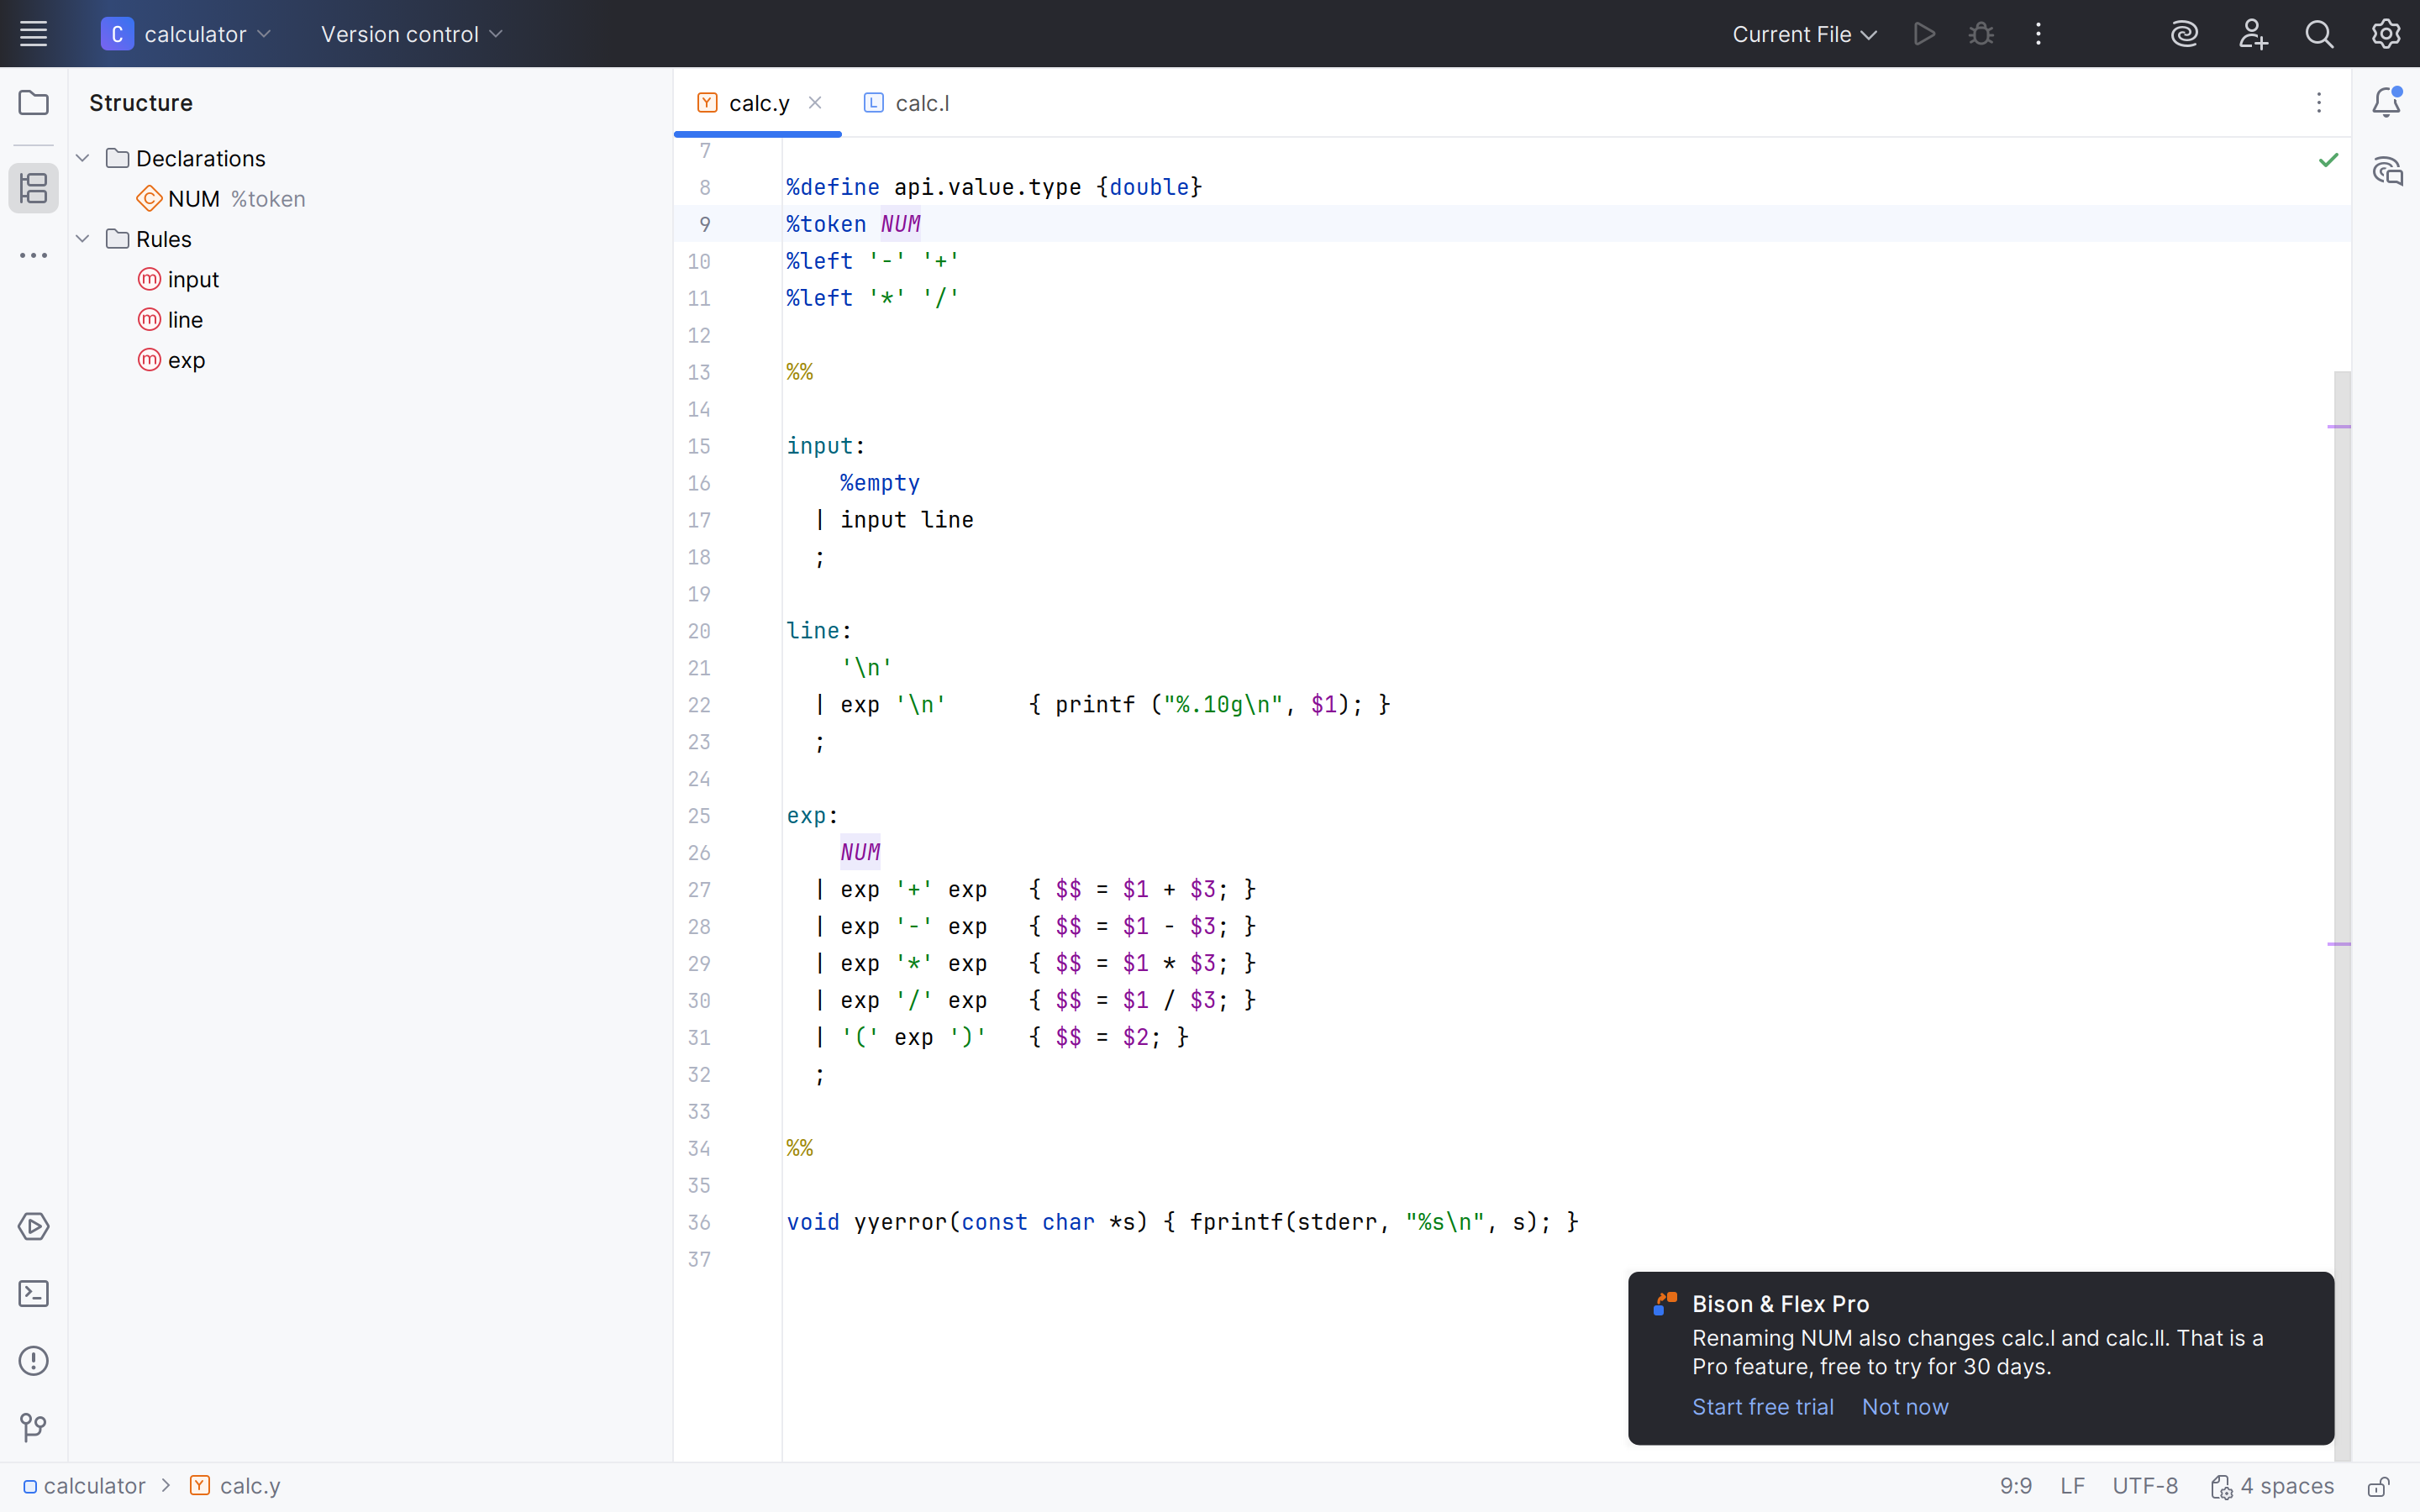 C calculator Version control Current File
Structure
Declarations
NUM %token
Rules
input
line
exp
calc.y calc.l
7
8 %define api.value.type {double}
9 %token NUM
10 %left '-' '+'
11 %left '*' '/'
12
13 %%
14
15 input:
16 %empty
17 | input line
18 ;
19
20 line:
21 '\n'
22 | exp '\n' { printf ("%.10g\n", $1); }
23 ;
24
25 exp:
26 NUM
27 | exp '+' exp { $$ = $1 + $3; }
28 | exp '-' exp { $$ = $1 - $3; }
29 | exp '*' exp { $$ = $1 * $3; }
30 | exp '/' exp { $$ = $1 / $3; }
31 | '(' exp ')' { $$ = $2; }
32 ;
33
34 %%
35
36 void yyerror(const char *s) { fprintf(stderr, "%s\n", s); }
37
Bison & Flex Pro
Renaming NUM also changes calc.l and calc.ll. That is a
Pro feature, free to try for 30 days.
Start free trial Not now
calculator > calc.y 9:9 LF UTF-8 4 spaces